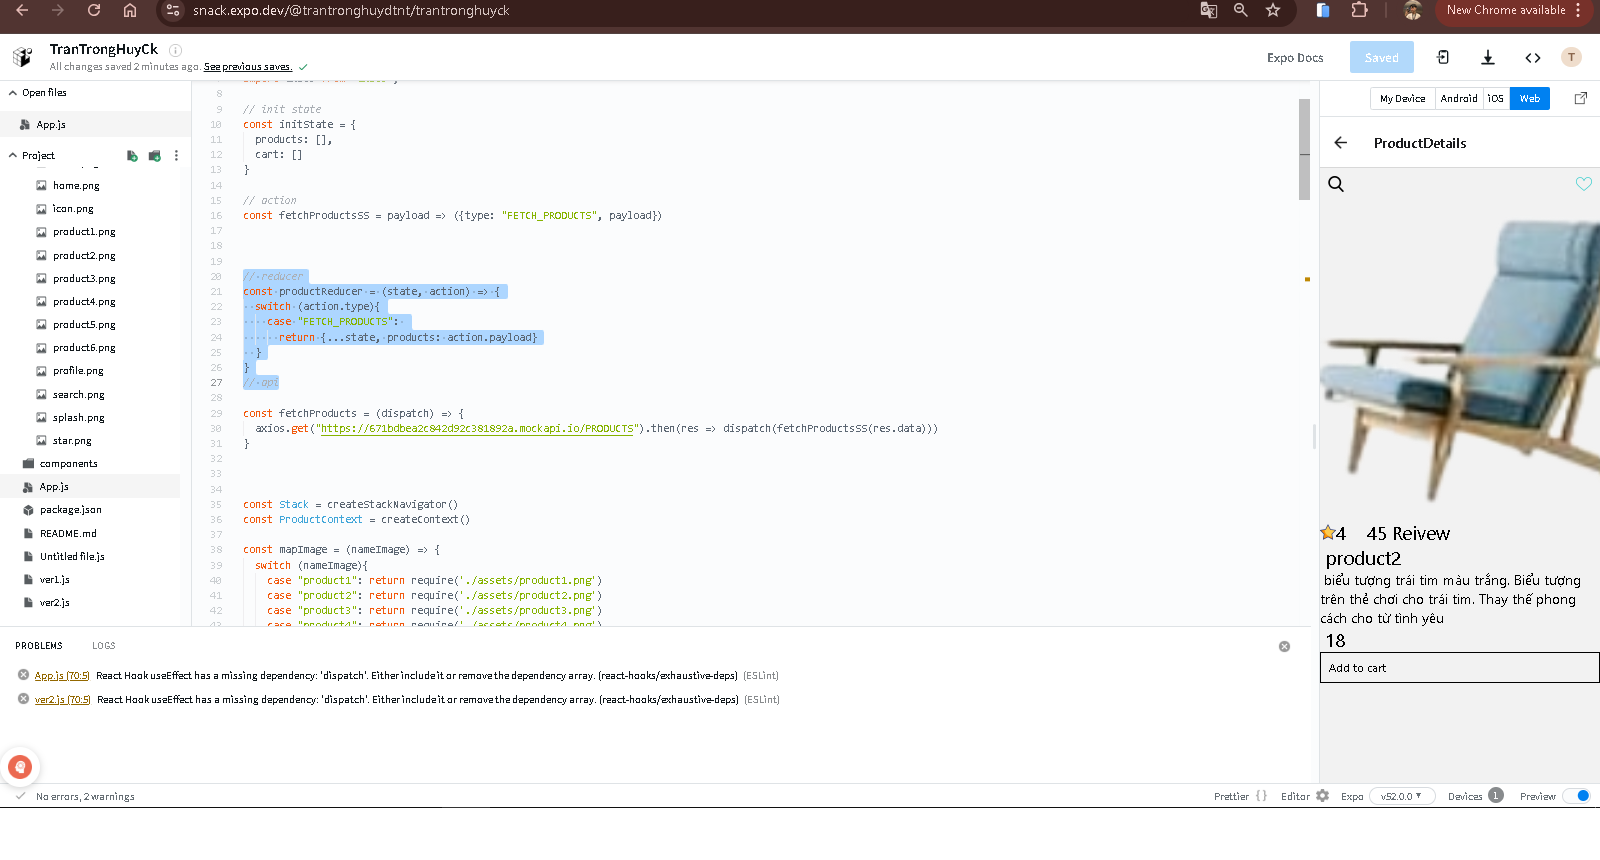 snack.expo.dev/@trantronghuydtnt/trantronghuyck
New Chrome available
TranTrongHuyCk
All changes saved 2 minutes ago. See previous saves.
Expo Docs
Saved
T
Open files
App.js
Project
home.png
icon.png
product1.png
product2.png
product3.png
product4.png
product5.png
product6.png
profile.png
search.png
splash.png
star.png
components
App.js
package.json
README.md
Untitled file.js
ver1.js
ver2.js
8
9 // init state
10 const initState = {
11 products: [],
12 cart: []
13 }
14
15 // action
16 const fetchProductsSS = payload => ({type: "FETCH_PRODUCTS", payload})
17
18
19
20 // reducer
21 const productReducer = (state, action) => {
22 switch (action.type){
23 case "FETCH_PRODUCTS":
24 return {...state, products: action.payload}
25 }
26 }
27 // api
28
29 const fetchProducts = (dispatch) => {
30 axios.get("https://671bdbea2c842d92c381892a.mockapi.io/PRODUCTS").then(res => dispatch(fetchProductsSS(res.data)))
31 }
32
33
34
35 const Stack = createStackNavigator()
36 const ProductContext = createContext()
37
38 const mapImage = (nameImage) => {
39 switch (nameImage){
40 case "product1": return require('./assets/product1.png')
41 case "product2": return require('./assets/product2.png')
42 case "product3": return require('./assets/product3.png')
43 case "product4": return require('./assets/product4.png')
My Device Android iOS Web
ProductDetails
4 45 Reivew
product2
biểu tượng trái tim màu trắng. Biểu tượng
trên thẻ chơi cho trái tim. Thay thế phong
cách cho từ tình yêu
18
Add to cart
PROBLEMS LOGS
App.js (70:5) React Hook useEffect has a missing dependency: 'dispatch'. Either include it or remove the dependency array. (react-hooks/exhaustive-deps) (ESLint)
ver2.js (70:5) React Hook useEffect has a missing dependency: 'dispatch'. Either include it or remove the dependency array. (react-hooks/exhaustive-deps) (ESLint)
No errors, 2 warnings
Prettier { } Editor Expo v52.0.0 Devices 1 Preview